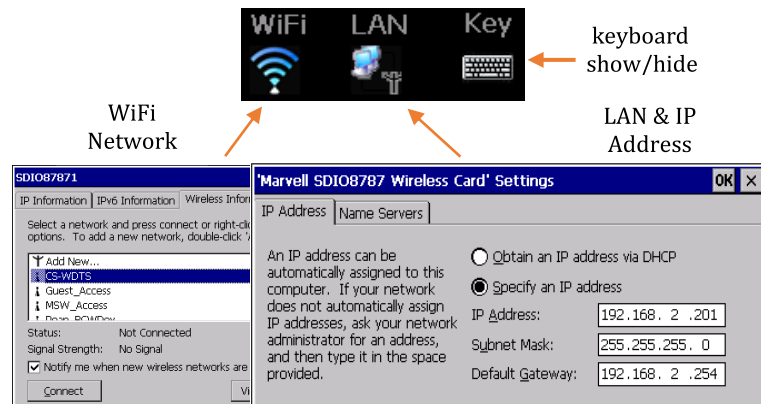 WiFi LAN Key
keyboard
show/hide
WiFi
Network
LAN & IP
Address
SDIO87871
IP Information IPv6 Information Wireless Infor
Select a network and press connect or right-clic
options. To add a new network, double-click '
Add New...
CS-WDTS
Guest_Access
MSW_Access
Status: Not Connected
Signal Strength: No Signal
Notify me when new wireless networks are
Connect Vi
'Marvell SDIO8787 Wireless Card' Settings OK ×
IP Address Name Servers
An IP address can be
automatically assigned to this
computer. If your network
does not automatically assign
IP addresses, ask your network
administrator for an address,
and then type it in the space
provided.
Obtain an IP address via DHCP
Specify an IP address
IP Address: 192.168. 2 .201
Subnet Mask: 255.255.255. 0
Default Gateway: 192.168. 2 .254